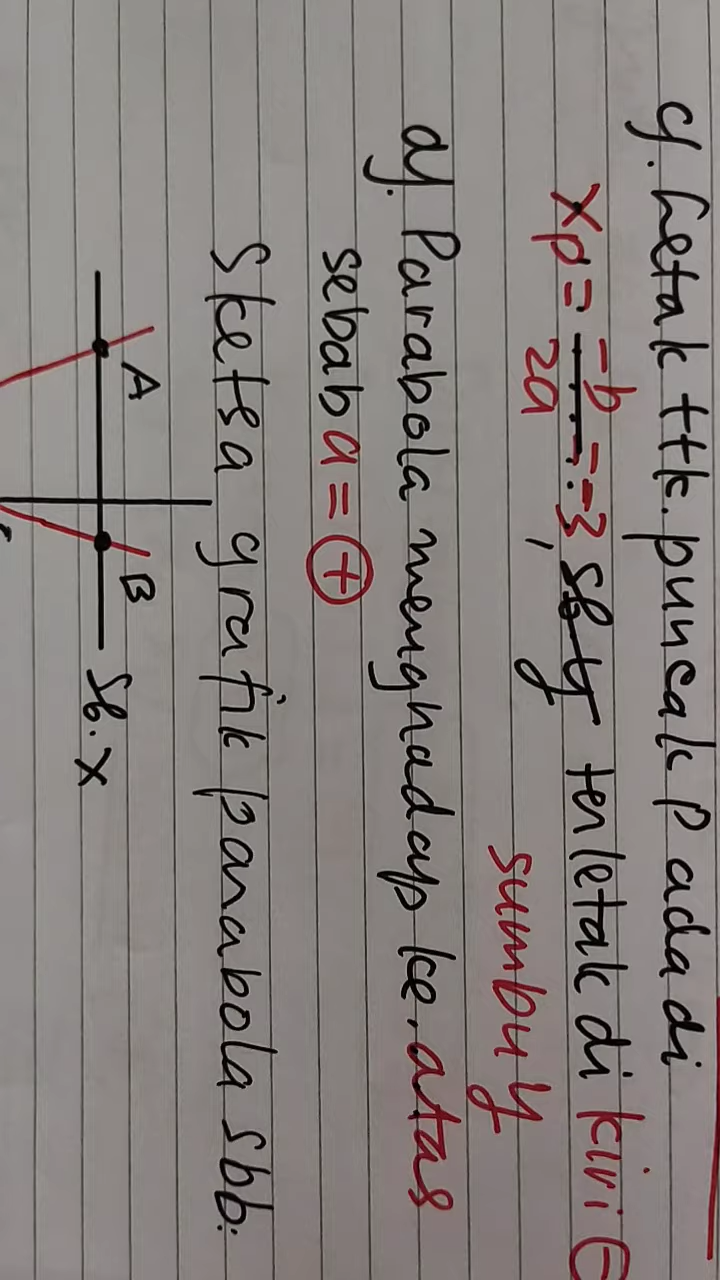 c). Letak ttk. puncak P ada di
xp = -b/2a = -3, sb y terletak di kiri ⊖
sumbu y
d). Parabola menghadap ke. atas
sebab a = ⊕
Sketsa grafik parabola sbb.
A B
Sb. X